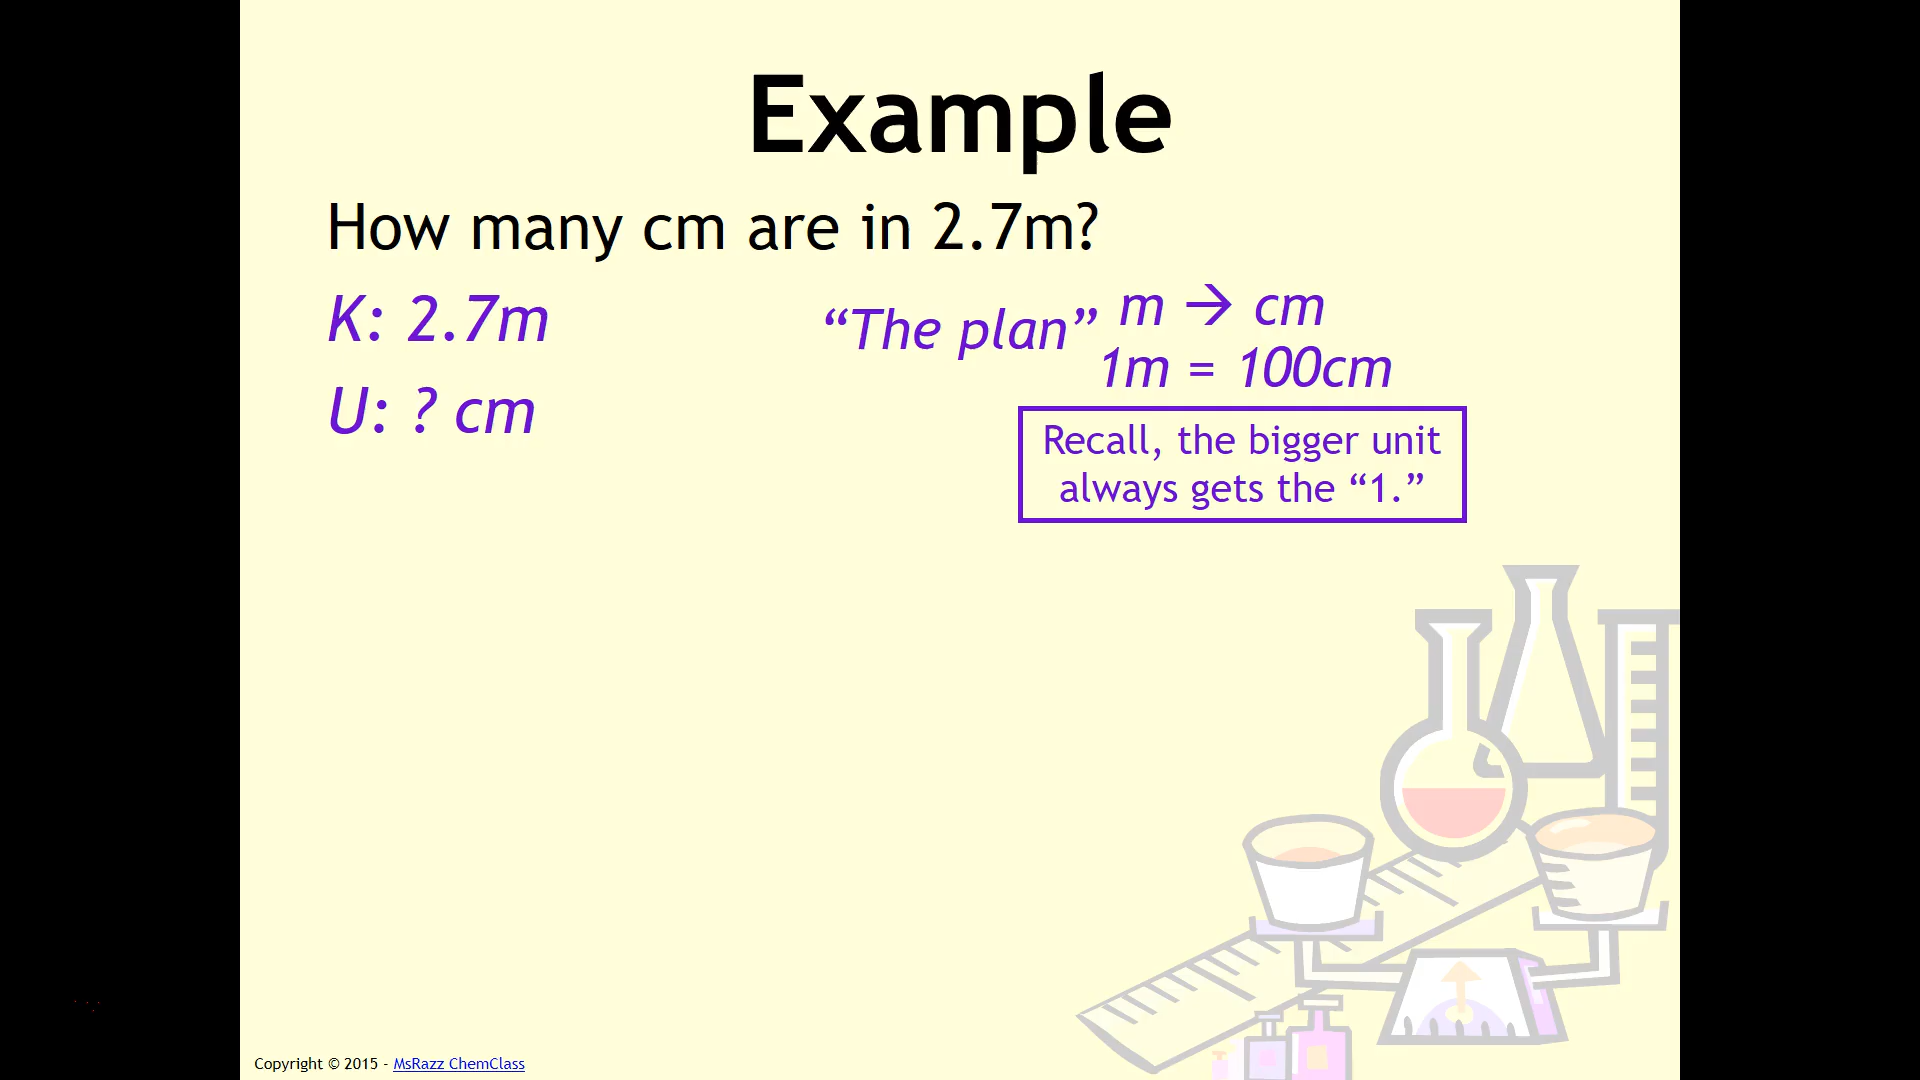 Example
How many cm are in 2.7m?
K: 2.7m
“The plan” m → cm
1m = 100cm
U: ? cm
Recall, the bigger unit
always gets the “1.”
Copyright © 2015 - MsRazz ChemClass